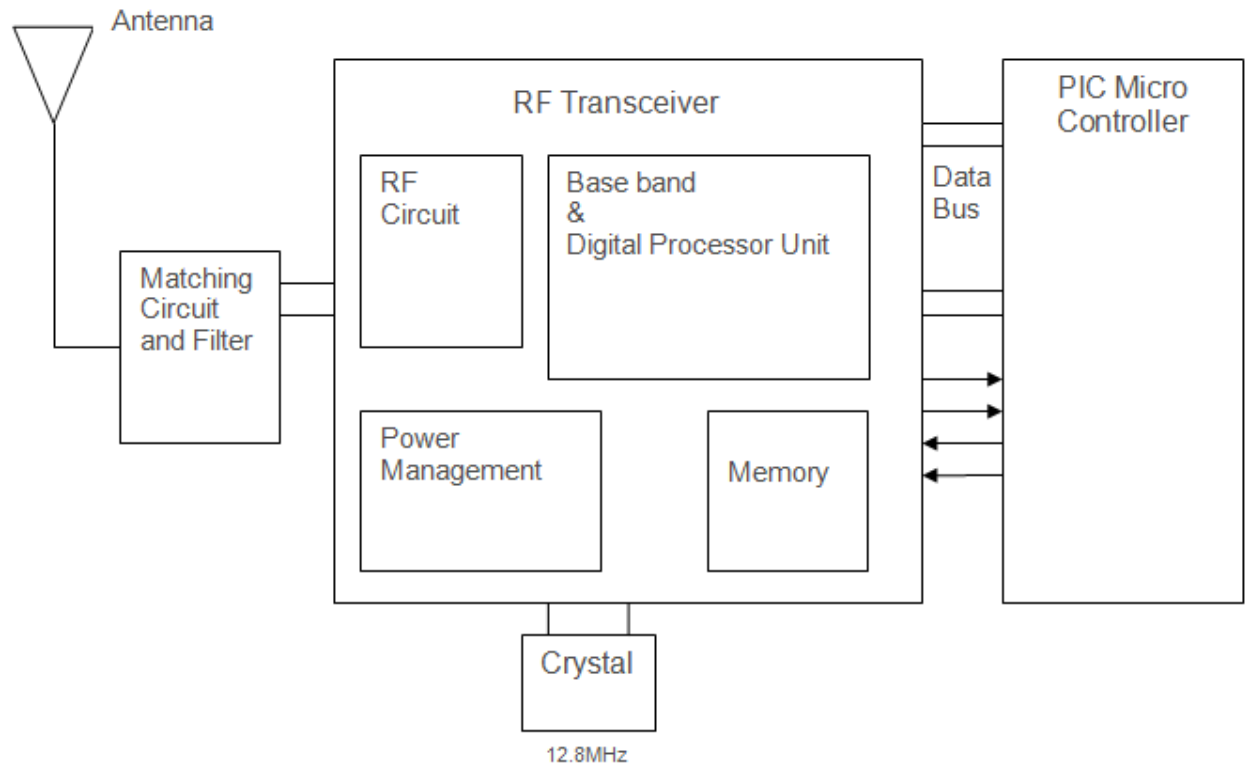 Antenna
RF Transceiver
PIC Micro
Controller
RF
Circuit
Base band
&
Digital Processor Unit
Data
Bus
Matching
Circuit
and Filter
Power
Management
Memory
Crystal
12.8MHz